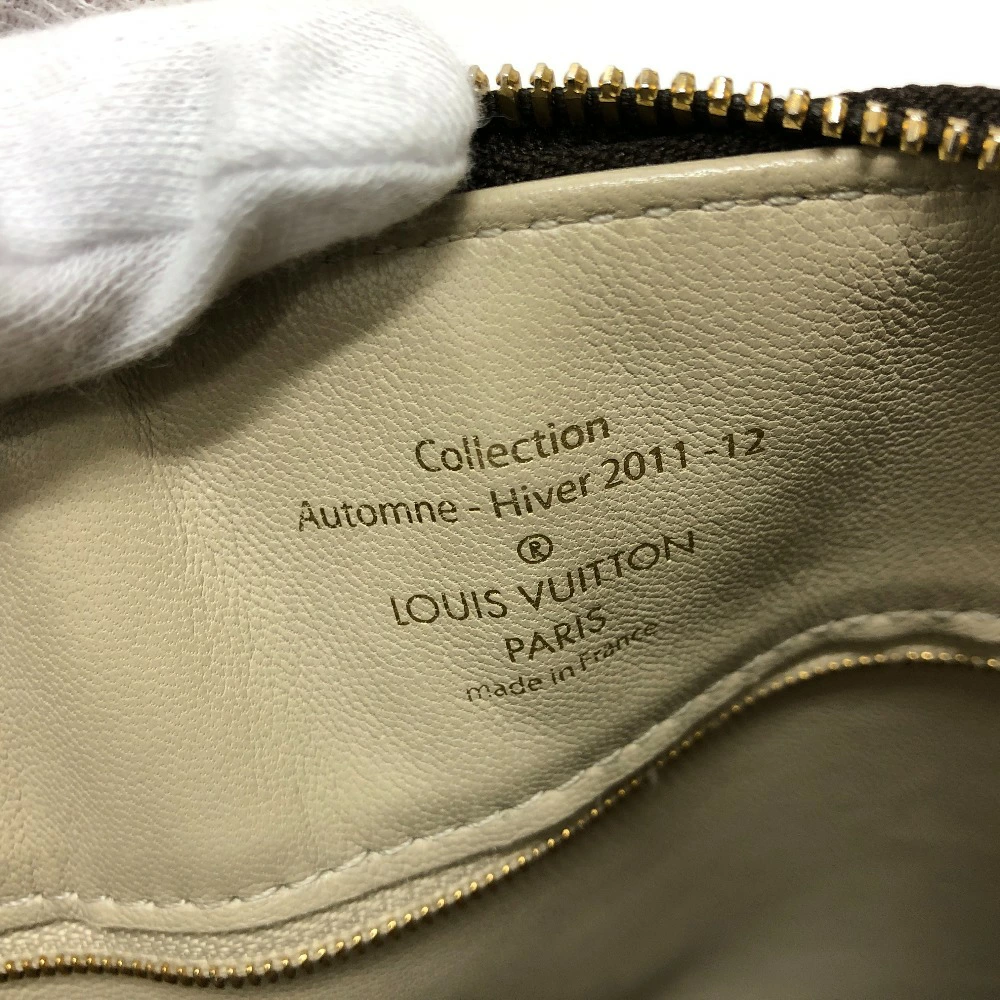 Collection
Automne - Hiver 2011 -12
®
LOUIS VUITTON
PARIS
made in France